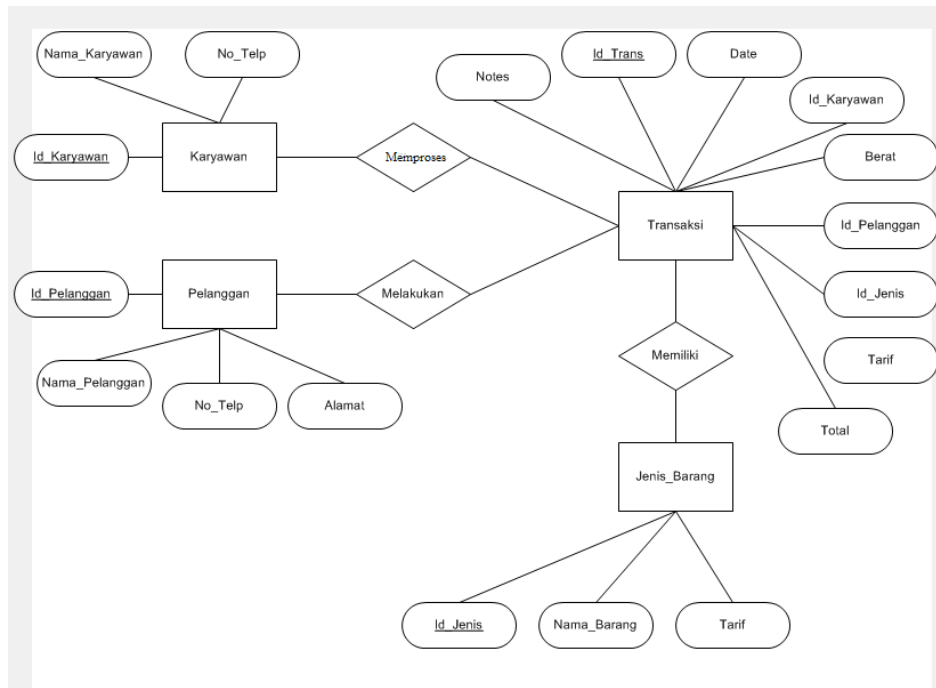 Nama_Karyawan
No_Telp
Id_Karyawan
Karyawan
Memproses
Notes
Id_Trans
Date
Id_Karyawan
Berat
Transaksi
Id_Pelanggan
Id_Jenis
Tarif
Total
Id_Pelanggan
Pelanggan
Melakukan
Nama_Pelanggan
No_Telp
Alamat
Memiliki
Jenis_Barang
Id_Jenis
Nama_Barang
Tarif